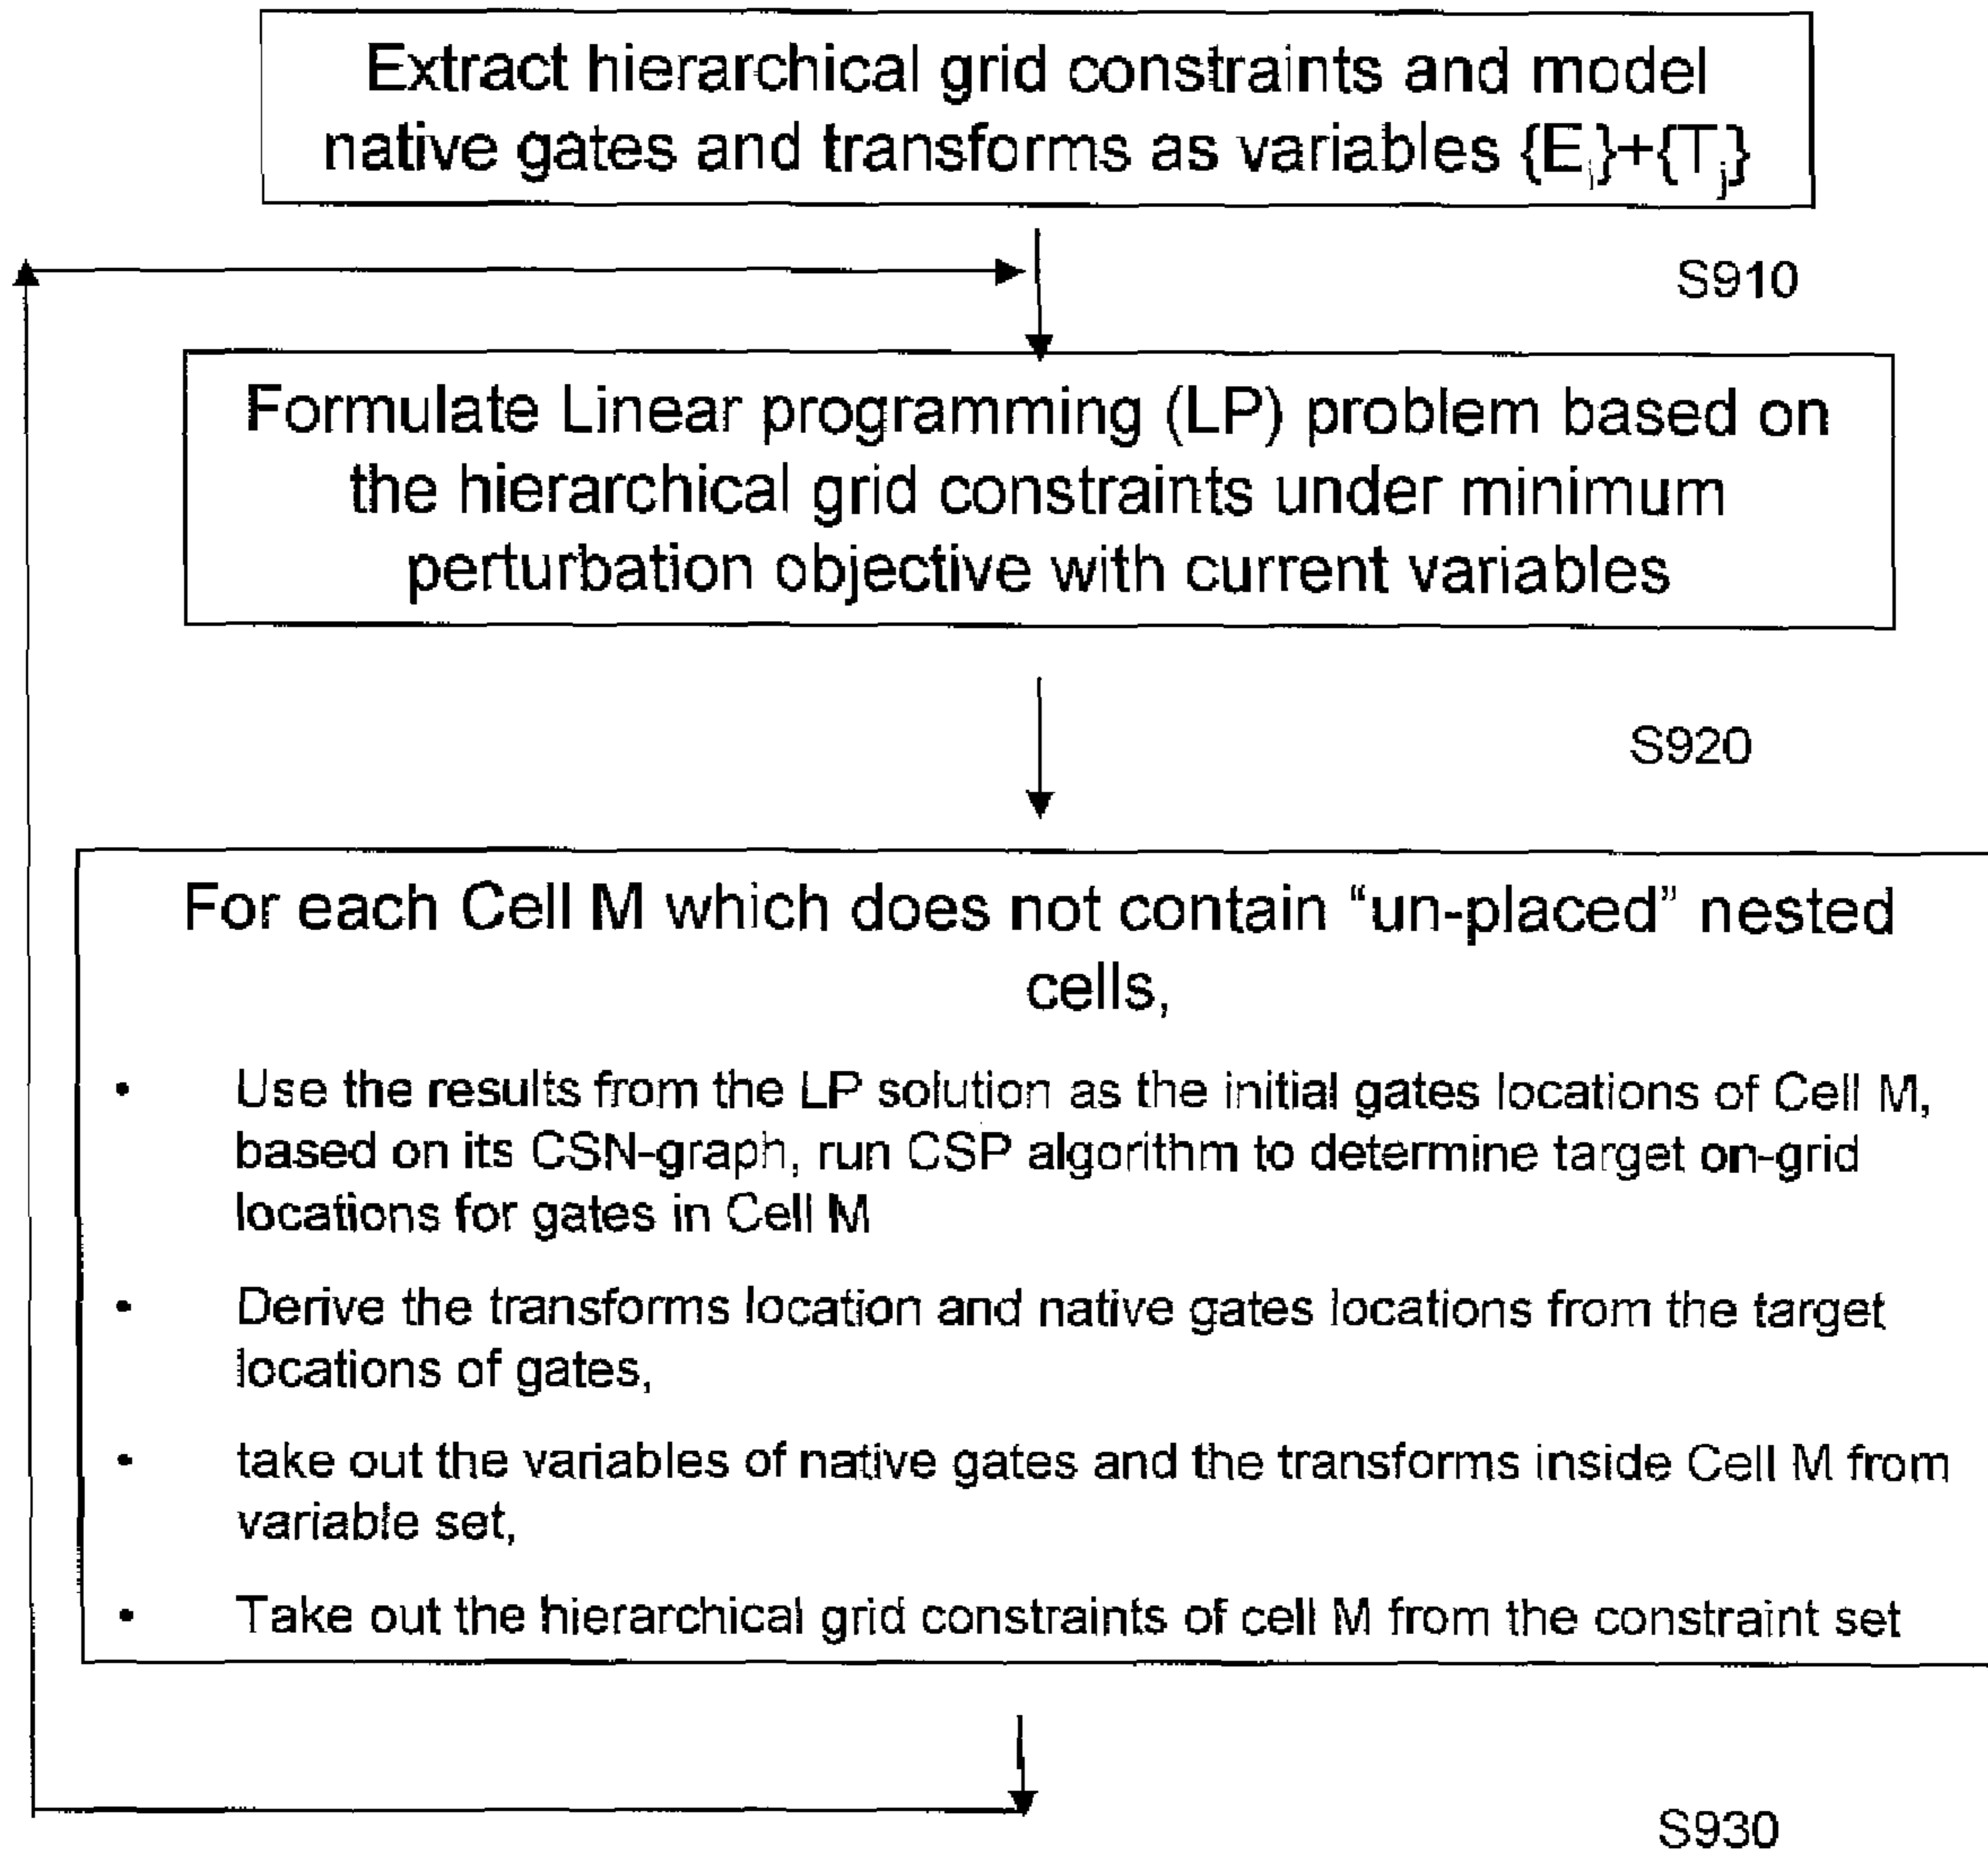 Extract hierarchical grid constraints and model
native gates and transforms as variables {E_i}+{T_j}
S910
Formulate Linear programming (LP) problem based on
the hierarchical grid constraints under minimum
perturbation objective with current variables
S920
For each Cell M which does not contain “un-placed” nested
cells,
• Use the results from the LP solution as the initial gates locations of Cell M,
based on its CSN-graph, run CSP algorithm to determine target on-grid
locations for gates in Cell M
• Derive the transforms location and native gates locations from the target
locations of gates,
• take out the variables of native gates and the transforms inside Cell M from
variable set,
• Take out the hierarchical grid constraints of cell M from the constraint set
S930